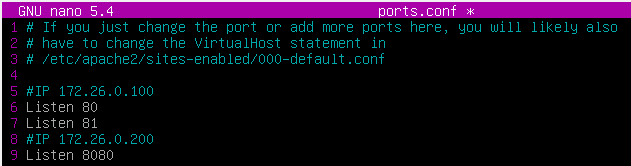 GNU nano 5.4 ports.conf *
1 # If you just change the port or add more ports here, you will likely also
2 # have to change the VirtualHost statement in
3 # /etc/apache2/sites-enabled/000-default.conf
4
5 #IP 172.26.0.100
6 Listen 80
7 Listen 81
8 #IP 172.26.0.200
9 Listen 8080